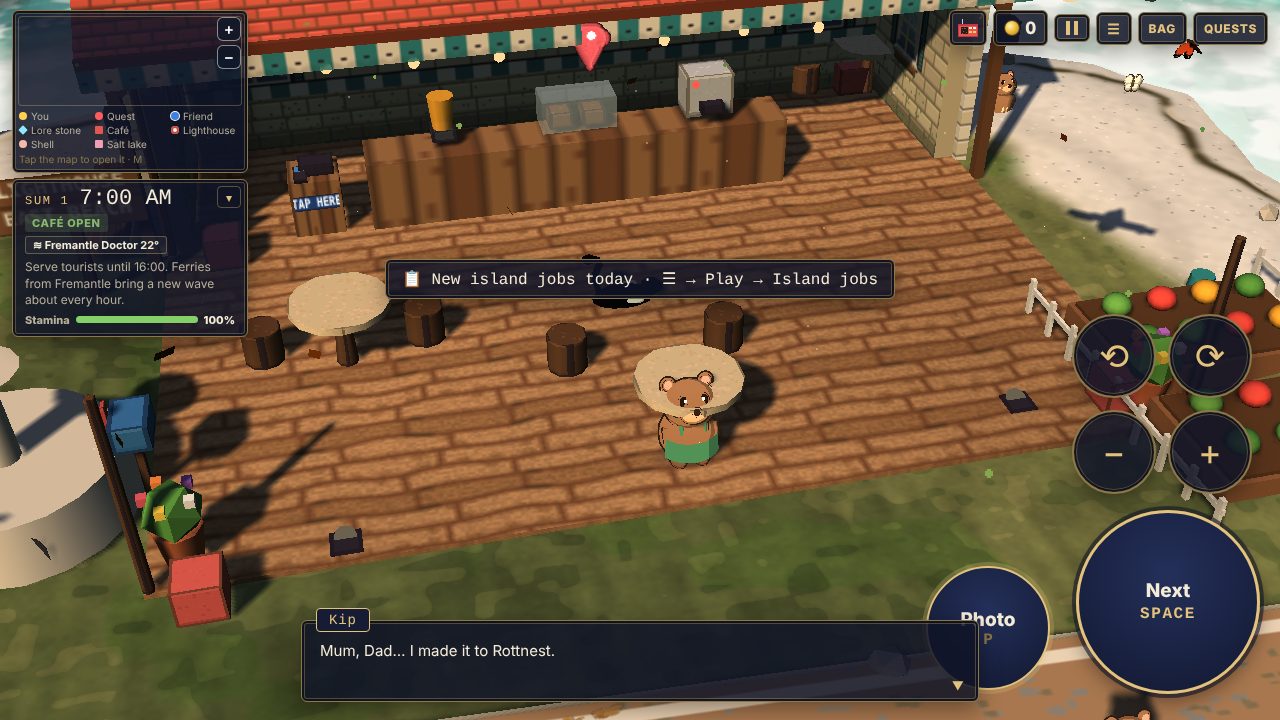 +
−
You
Quest
Friend
Lore stone
Café
Lighthouse
Shell
Salt lake
Tap the map to open it · M
SUM 1 7:00 AM
▼
CAFÉ OPEN
≋ Fremantle Doctor 22°
Serve tourists until 16:00. Ferries
from Fremantle bring a new wave
about every hour.
Stamina 100%
0
☰
BAG
QUESTS
TAP HERE
📋 New island jobs today · ☰ → Play → Island jobs
⟲
⟳
−
+
Next
SPACE
Photo
P
Kip
Mum, Dad… I made it to Rottnest.
▼